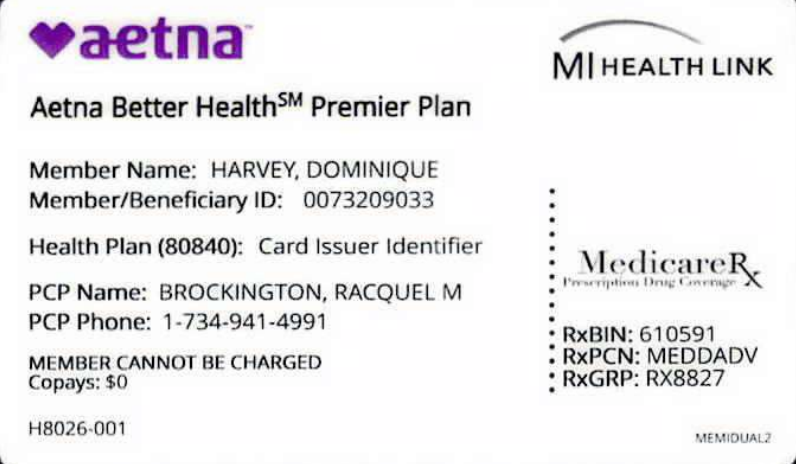 aetna
MI HEALTH LINK
Aetna Better Health℠ Premier Plan
Member Name: HARVEY, DOMINIQUE
Member/Beneficiary ID: 0073209033
Health Plan (80840): Card Issuer Identifier
PCP Name: BROCKINGTON, RACQUEL M
PCP Phone: 1-734-941-4991
MEMBER CANNOT BE CHARGED
Copays: $0
H8026-001
MedicareRx
Prescription Drug Coverage
RxBIN: 610591
RxPCN: MEDDADV
RxGRP: RX8827
MEMIDUAL2